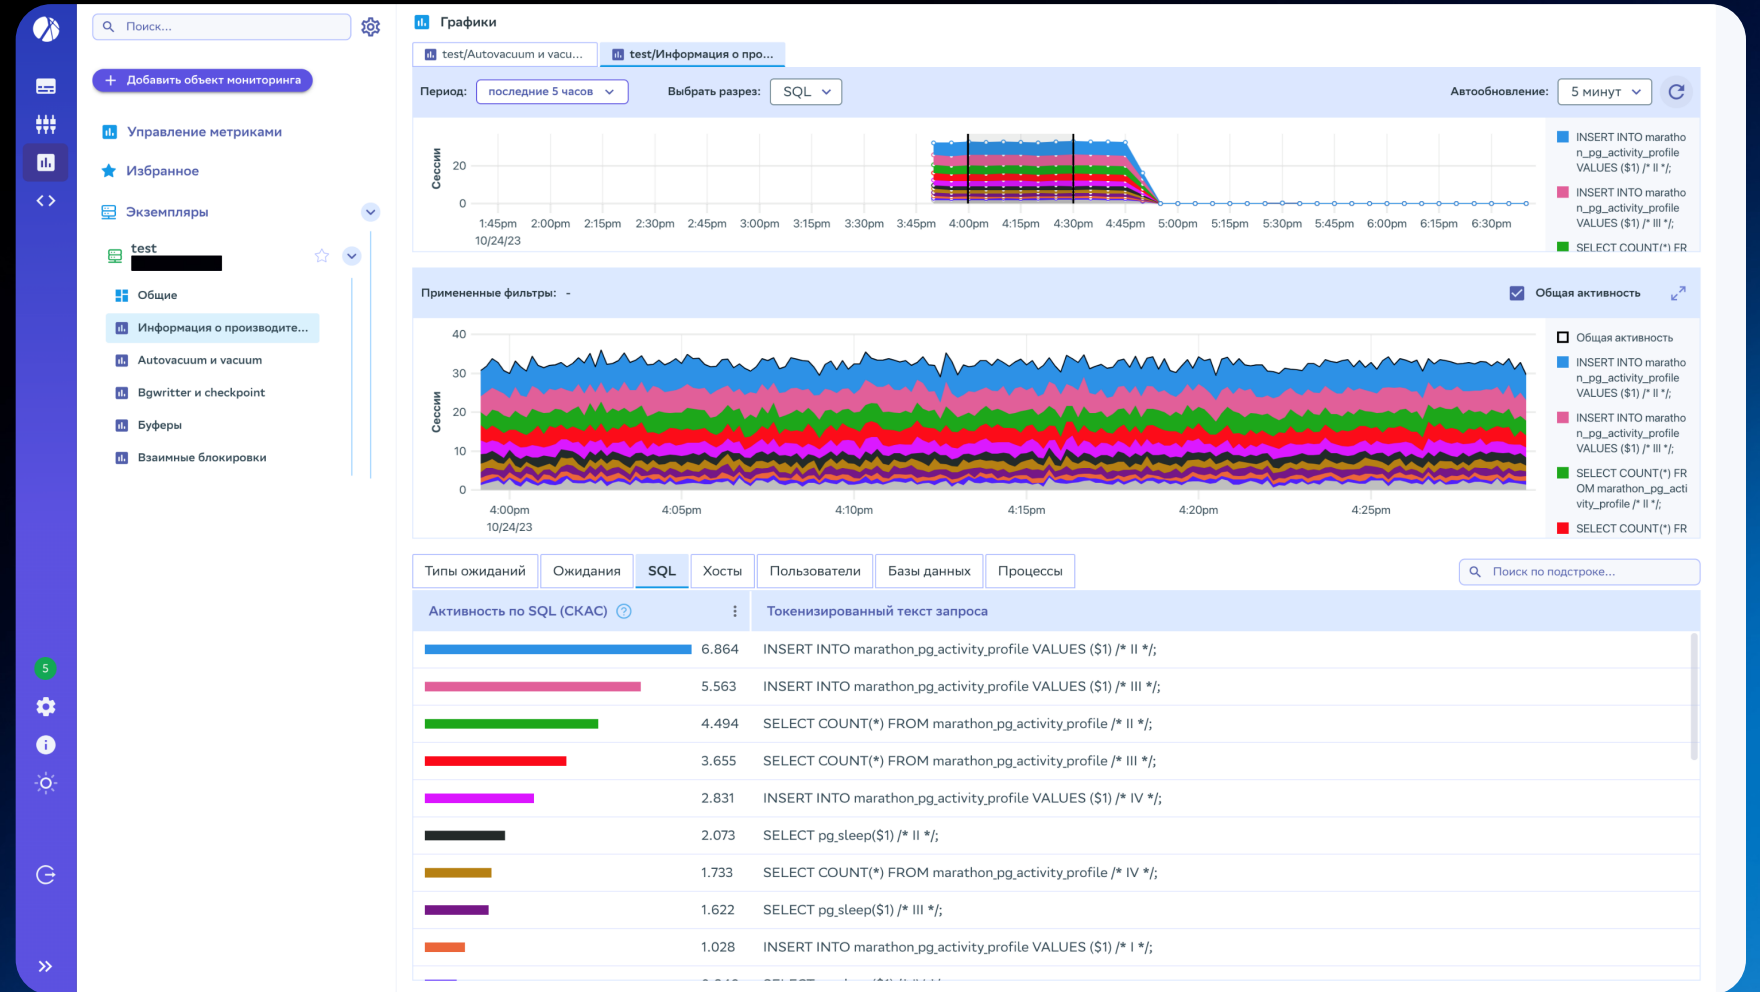 Поиск...
Добавить объект мониторинга
Управление метриками
Избранное
Экземпляры
test
Общие
Информация о производите...
Autovacuum и vacuum
Bgwritter и checkpoint
Буферы
Взаимные блокировки
5
Графики
test/Autovacuum и vacu...
test/Информация о про...
Период:
последние 5 часов
Выбрать разрез:
SQL
Автообновление:
5 минут
Сессии
20
0
1:45pm 2:00pm 2:15pm 2:30pm 2:45pm 3:00pm 3:15pm 3:30pm 3:45pm 4:00pm 4:15pm 4:30pm 4:45pm 5:00pm 5:15pm 5:30pm 5:45pm 6:00pm 6:15pm 6:30pm
10/24/23
INSERT INTO maratho
n_pg_activity_profile
VALUES ($1) /* II */;
INSERT INTO maratho
n_pg_activity_profile
VALUES ($1) /* III */;
SELECT COUNT(*) FR
Примененные фильтры: -
Общая активность
Сессии
40
30
20
10
0
4:00pm 4:05pm 4:10pm 4:15pm 4:20pm 4:25pm
10/24/23
Общая активность
INSERT INTO maratho
n_pg_activity_profile
VALUES ($1) /* II */;
INSERT INTO maratho
n_pg_activity_profile
VALUES ($1) /* III */;
SELECT COUNT(*) FR
OM marathon_pg_acti
vity_profile /* II */;
SELECT COUNT(*) FR
Типы ожиданий
Ожидания
SQL
Хосты
Пользователи
Базы данных
Процессы
Поиск по подстроке...
Активность по SQL (СКАС) ?
Токенизированный текст запроса
6.864 INSERT INTO marathon_pg_activity_profile VALUES ($1) /* II */;
5.563 INSERT INTO marathon_pg_activity_profile VALUES ($1) /* III */;
4.494 SELECT COUNT(*) FROM marathon_pg_activity_profile /* II */;
3.655 SELECT COUNT(*) FROM marathon_pg_activity_profile /* III */;
2.831 INSERT INTO marathon_pg_activity_profile VALUES ($1) /* IV */;
2.073 SELECT pg_sleep($1) /* II */;
1.733 SELECT COUNT(*) FROM marathon_pg_activity_profile /* IV */;
1.622 SELECT pg_sleep($1) /* III */;
1.028 INSERT INTO marathon_pg_activity_profile VALUES ($1) /* I */;